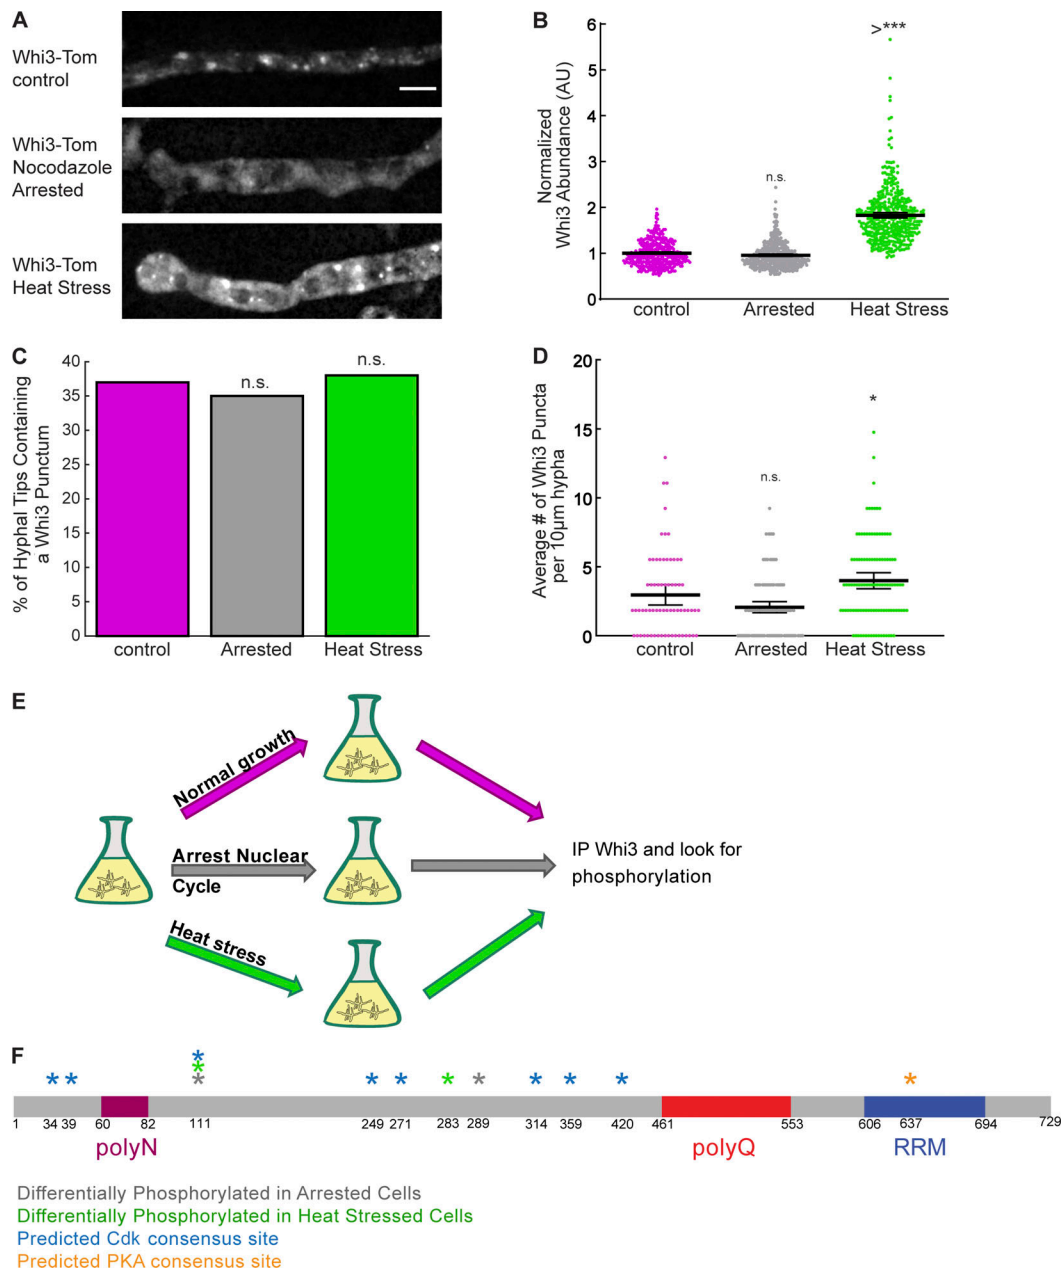 A
Whi3-Tom
control
Whi3-Tom
Nocodazole
Arrested
Whi3-Tom
Heat Stress
B
Normalized
Whi3 Abundance (AU)
6
5
4
3
2
1
0
n.s.
>***
control
Arrested
Heat Stress
C
% of Hyphal Tips Containing
a Whi3 Punctum
40
35
30
25
20
15
10
5
0
n.s.
n.s.
control
Arrested
Heat Stress
D
Average # of Whi3 Puncta
per 10µm hypha
20
15
10
5
0
n.s.
*
control
Arrested
Heat Stress
E
Normal growth
Arrest Nuclear
Cycle
Heat stress
IP Whi3 and look for
phosphorylation
F
*
*
* * * * * * * * * * *
1 34 39 60 82 111 249 271 283 289 314 359 420 461 553 606 637 694 729
polyN polyQ RRM
Differentially Phosphorylated in Arrested Cells
Differentially Phosphorylated in Heat Stressed Cells
Predicted Cdk consensus site
Predicted PKA consensus site